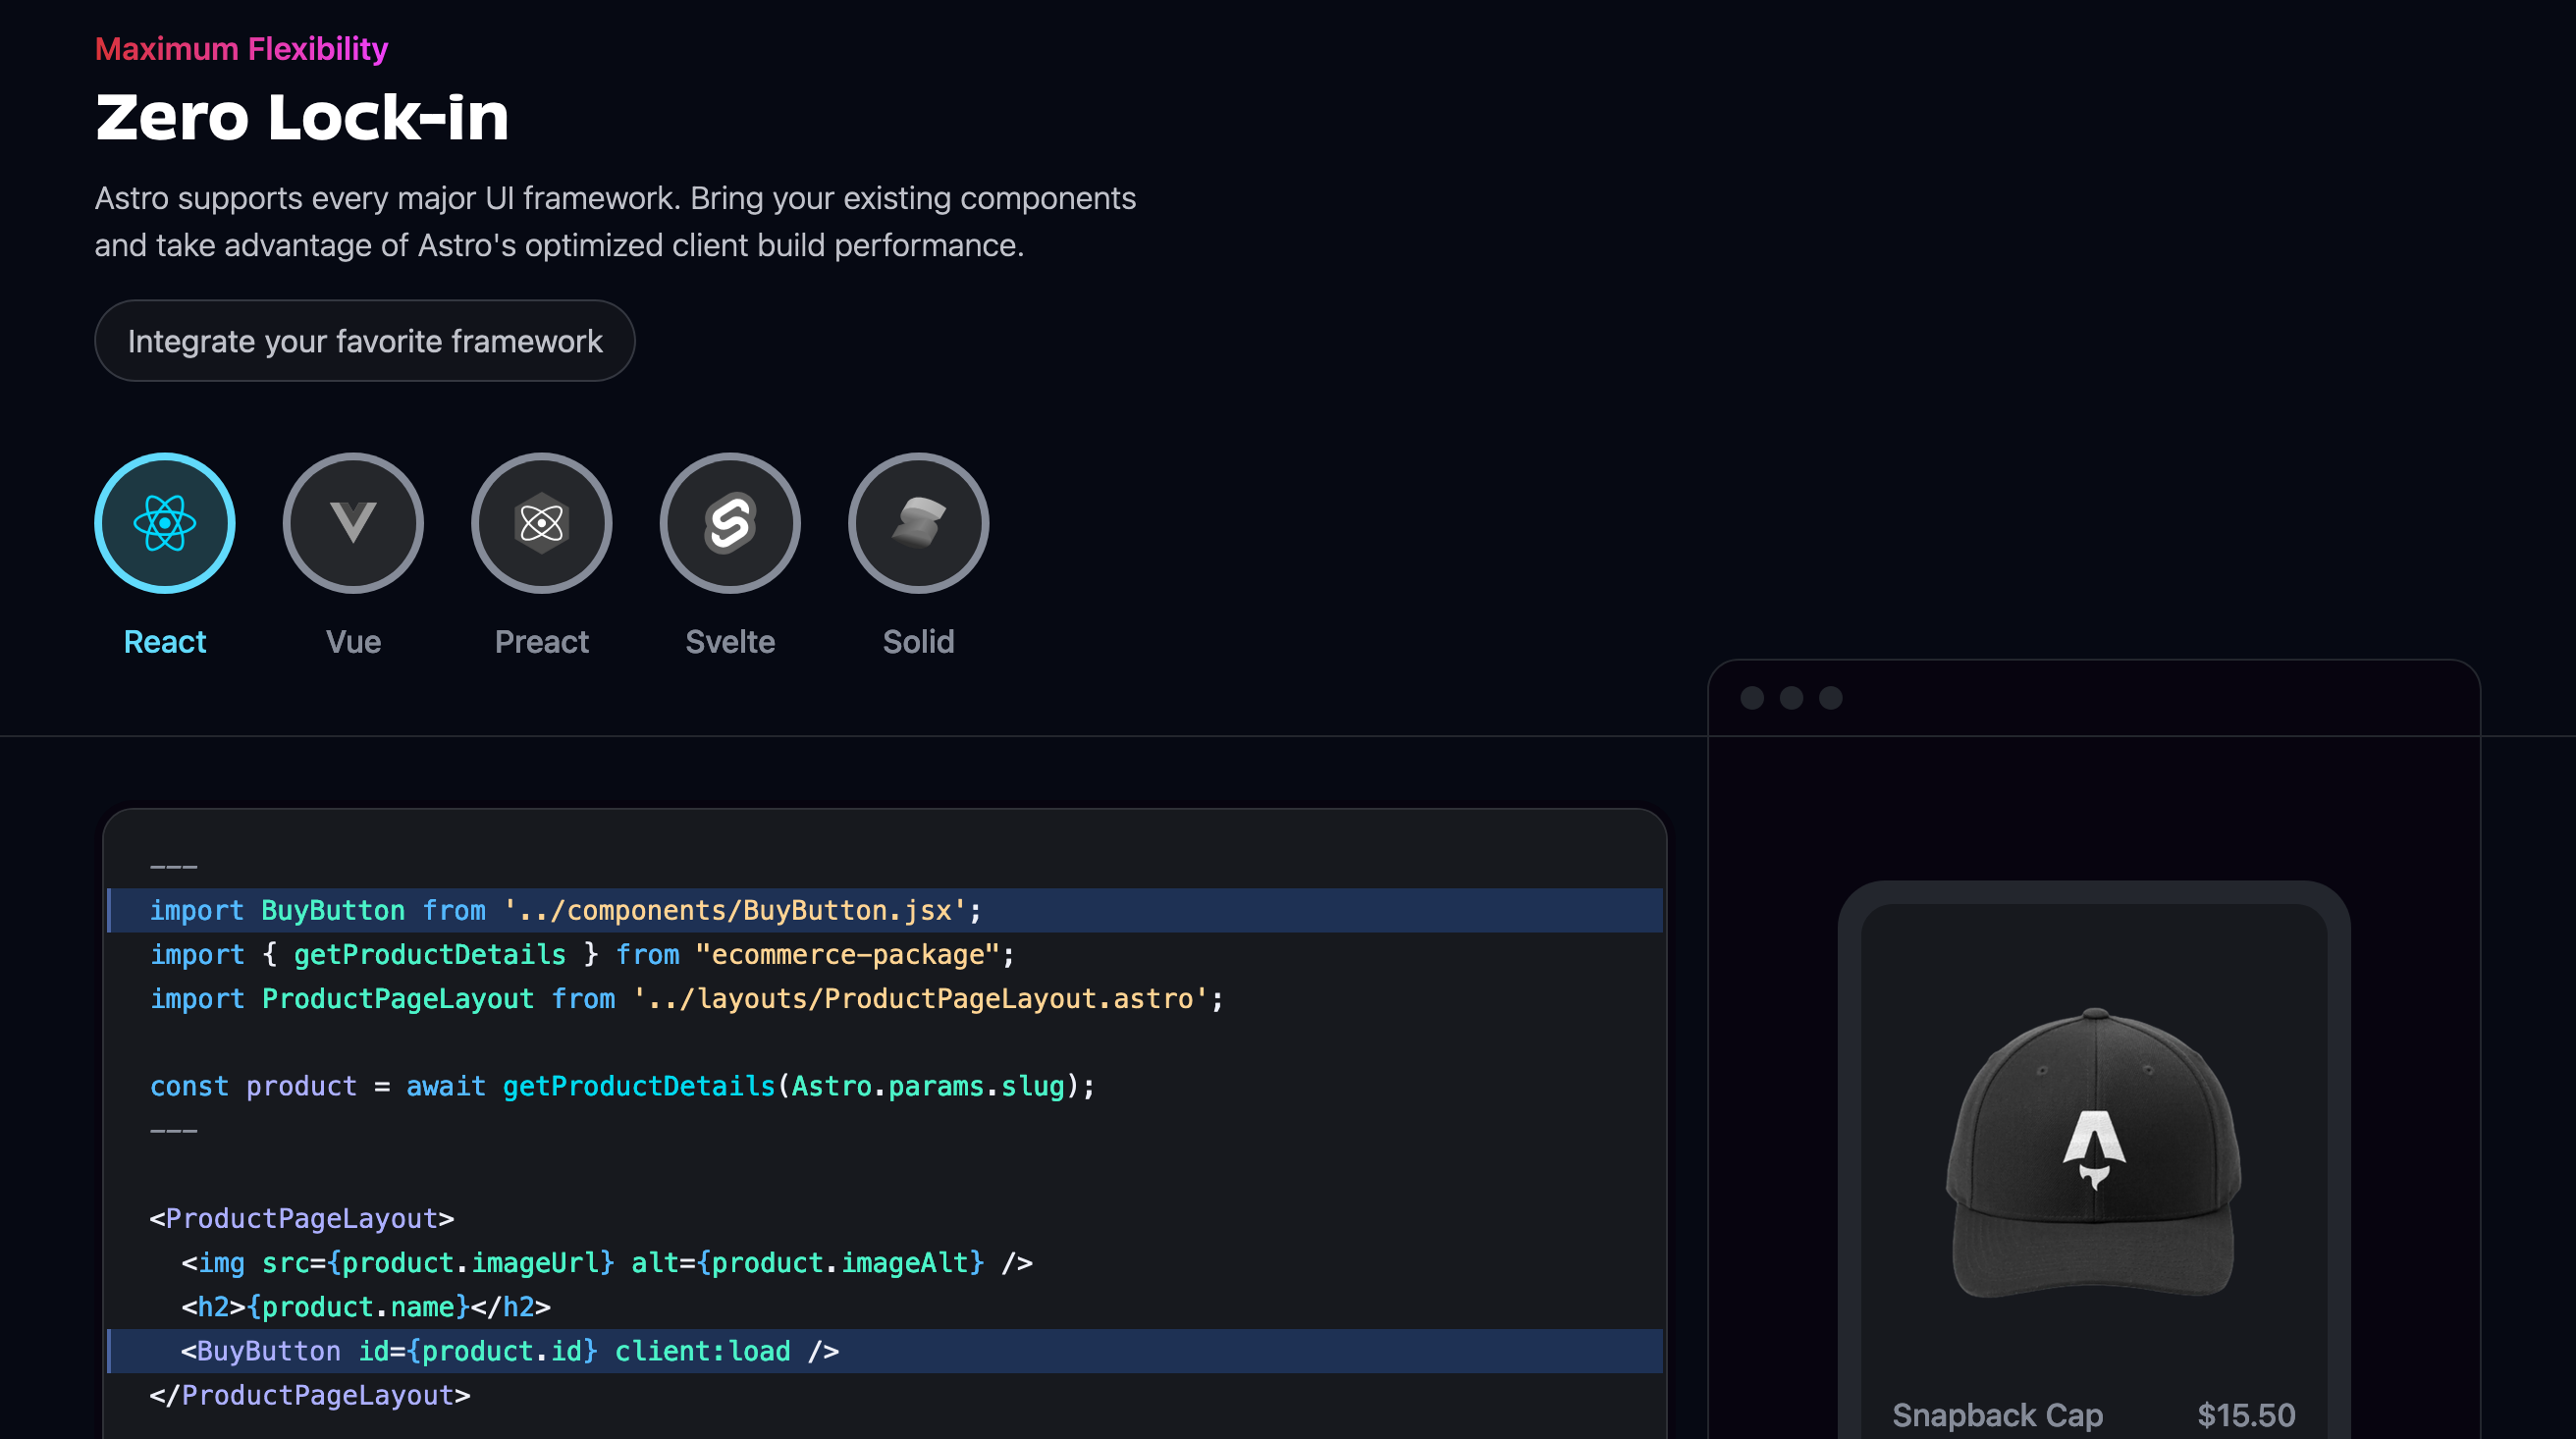 Maximum Flexibility
Zero Lock-in
Astro supports every major UI framework. Bring your existing components
and take advantage of Astro's optimized client build performance.
Integrate your favorite framework
React
Vue
Preact
Svelte
Solid
---
import BuyButton from '../components/BuyButton.jsx';
import { getProductDetails } from "ecommerce-package";
import ProductPageLayout from '../layouts/ProductPageLayout.astro';

const product = await getProductDetails(Astro.params.slug);
---

<ProductPageLayout>
  <img src={product.imageUrl} alt={product.imageAlt} />
  <h2>{product.name}</h2>
  <BuyButton id={product.id} client:load />
</ProductPageLayout>
Snapback Cap
$15.50